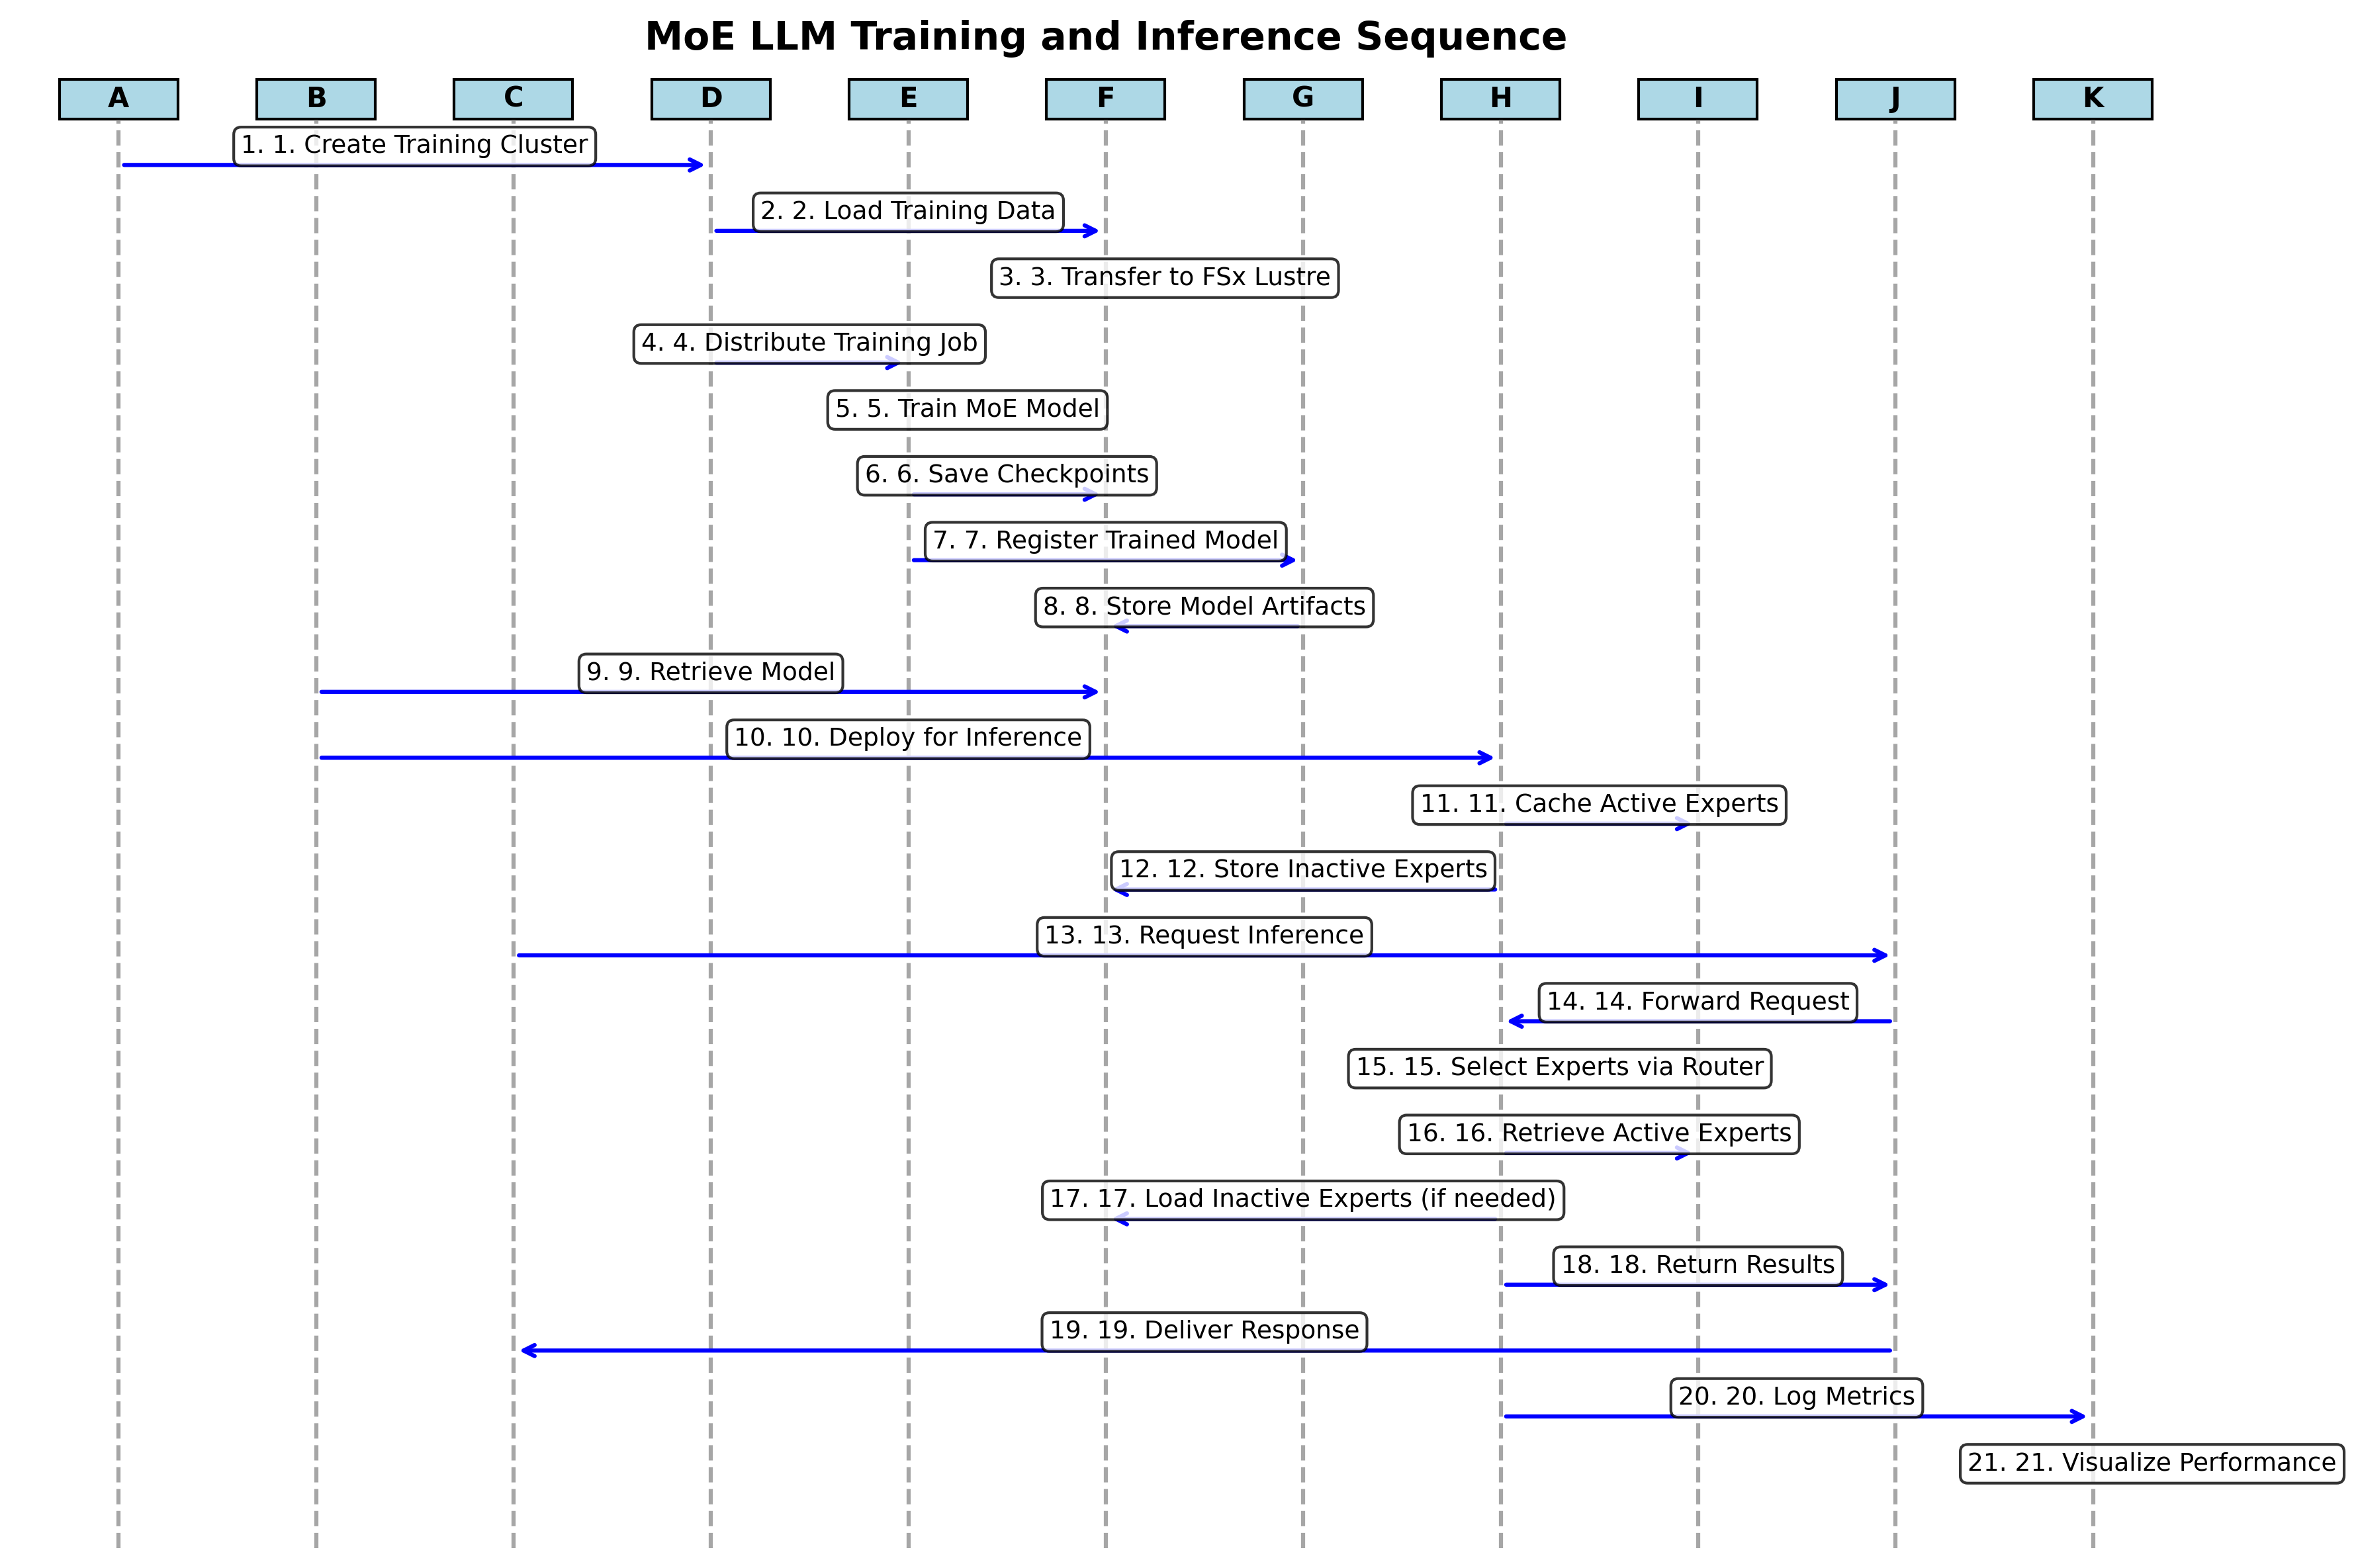 MoE LLM Training and Inference Sequence
A B C D E F G H I J K
1. 1. Create Training Cluster
2. 2. Load Training Data
3. 3. Transfer to FSx Lustre
4. 4. Distribute Training Job
5. 5. Train MoE Model
6. 6. Save Checkpoints
7. 7. Register Trained Model
8. 8. Store Model Artifacts
9. 9. Retrieve Model
10. 10. Deploy for Inference
11. 11. Cache Active Experts
12. 12. Store Inactive Experts
13. 13. Request Inference
14. 14. Forward Request
15. 15. Select Experts via Router
16. 16. Retrieve Active Experts
17. 17. Load Inactive Experts (if needed)
18. 18. Return Results
19. 19. Deliver Response
20. 20. Log Metrics
21. 21. Visualize Performance